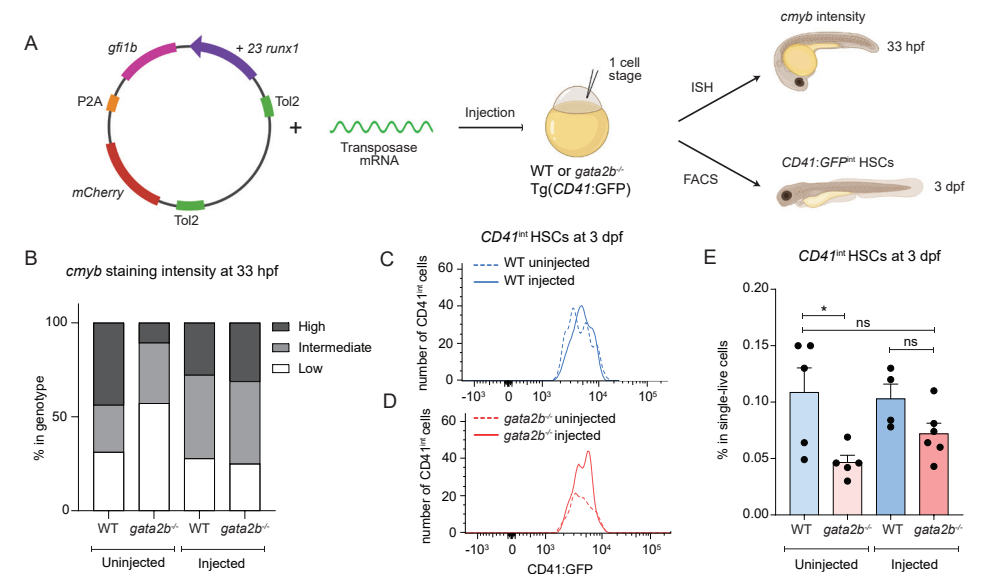 A
gfi1b
+ 23 runx1
P2A
Tol2
mCherry
Tol2
+
Transposase
mRNA
Injection
1 cell
stage
WT or gata2b-/-
Tg(CD41:GFP)
ISH
FACS
cmyb intensity
33 hpf
CD41:GFPint HSCs
3 dpf
B
cmyb staining intensity at 33 hpf
% in genotype
100
50
0
High
Intermediate
Low
WT
gata2b-/-
WT
gata2b-/-
Uninjected
Injected
CD41int HSCs at 3 dpf
C
number of CD41int cells
WT uninjected
WT injected
60
40
20
0
-10³
0
10³
10⁴
10⁵
D
number of CD41int cells
gata2b-/- uninjected
gata2b-/- injected
60
40
20
0
-10³
0
10³
10⁴
10⁵
CD41:GFP
E
CD41int HSCs at 3 dpf
% in single-live cells
0.20
0.15
0.10
0.05
0.00
*
ns
ns
WT
gata2b-/-
WT
gata2b-/-
Uninjected
Injected